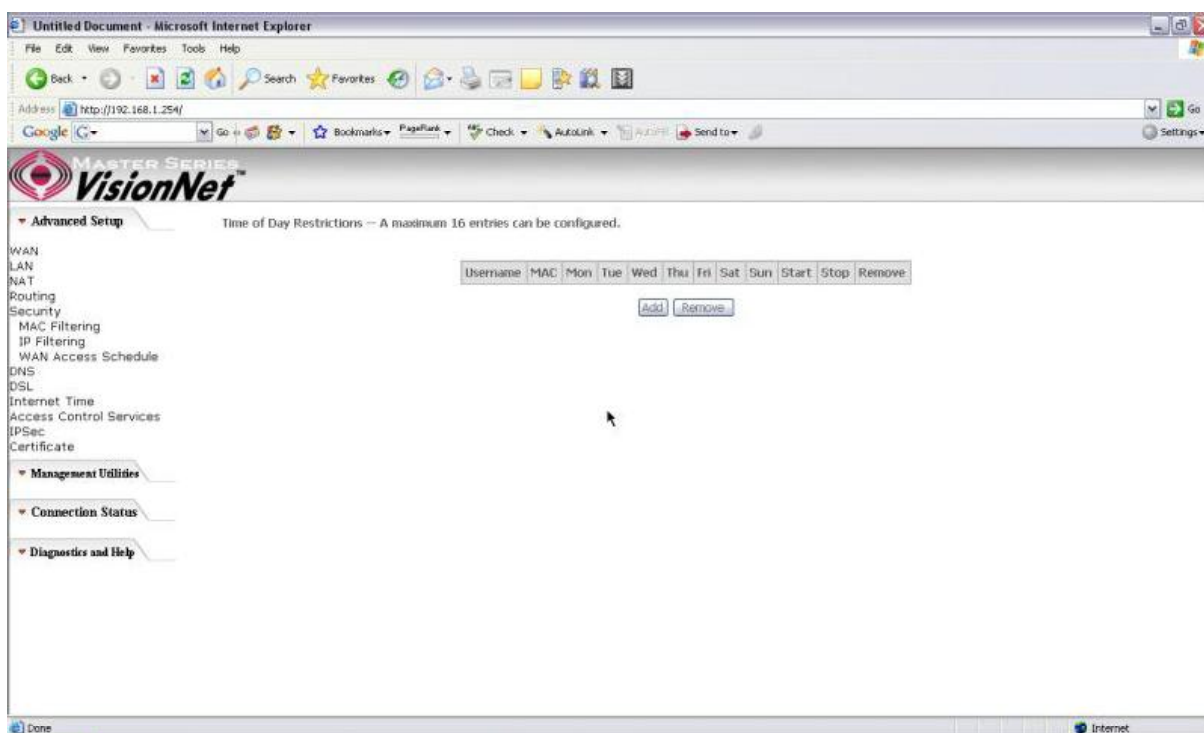 Untitled Document - Microsoft Internet Explorer
File Edit View Favorites Tools Help
Back Search Favorites
Address http://192.168.1.254/ Go
Google G Go Bookmarks PageRank Check AutoLink AutoFill Send to Settings
MASTER SERIES
VisionNet™
Advanced Setup
Time of Day Restrictions -- A maximum 16 entries can be configured.
WAN
LAN
NAT
Routing
Security
MAC Filtering
IP Filtering
WAN Access Schedule
DNS
DSL
Internet Time
Access Control Services
IPSec
Certificate
Username MAC Mon Tue Wed Thu Fri Sat Sun Start Stop Remove
Add Remove
Management Utilities
Connection Status
Diagnostics and Help
Done Internet